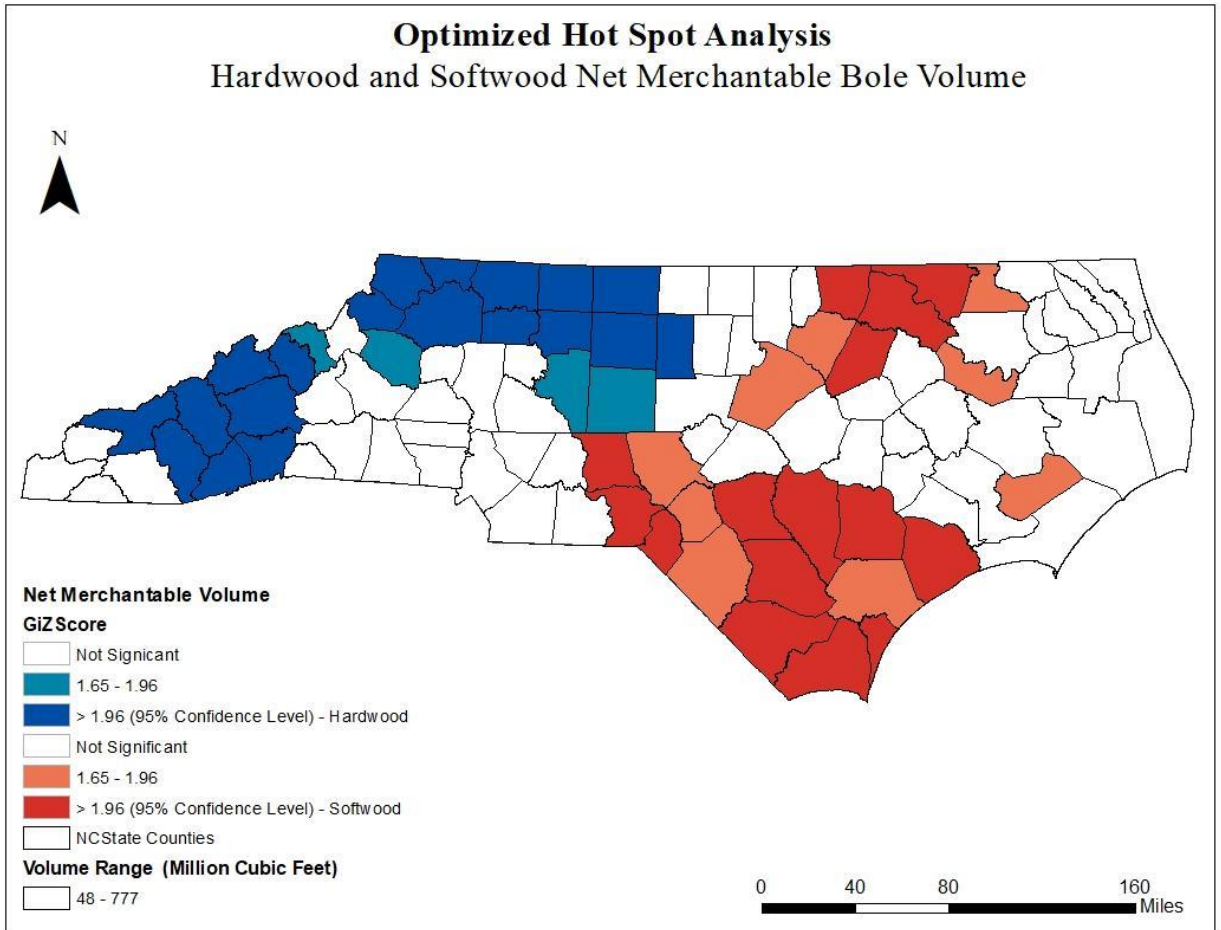 Optimized Hot Spot Analysis
Hardwood and Softwood Net Merchantable Bole Volume
N
Net Merchantable Volume
GiZScore
Not Signicant
1.65 - 1.96
> 1.96 (95% Confidence Level) - Hardwood
Not Significant
1.65 - 1.96
> 1.96 (95% Confidence Level) - Softwood
NCState Counties
Volume Range (Million Cubic Feet)
48 - 777
0 40 80 160
Miles